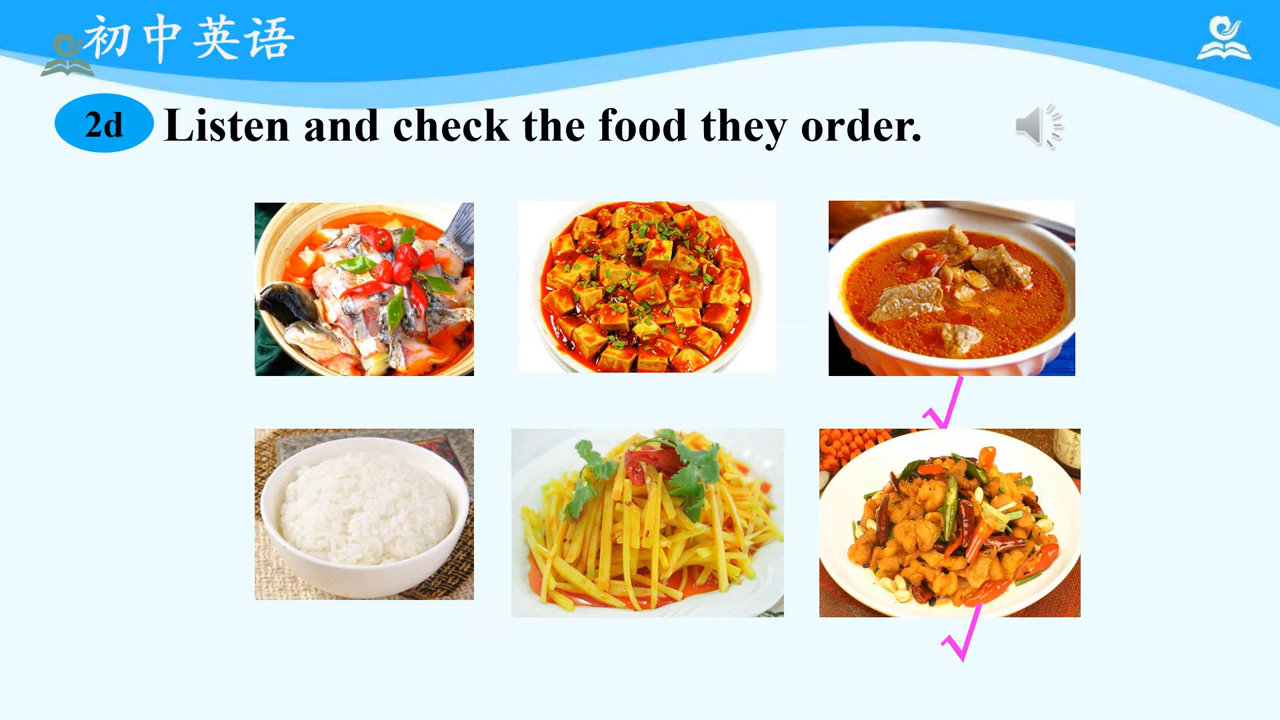 初中英语
2d Listen and check the food they order.
√
√